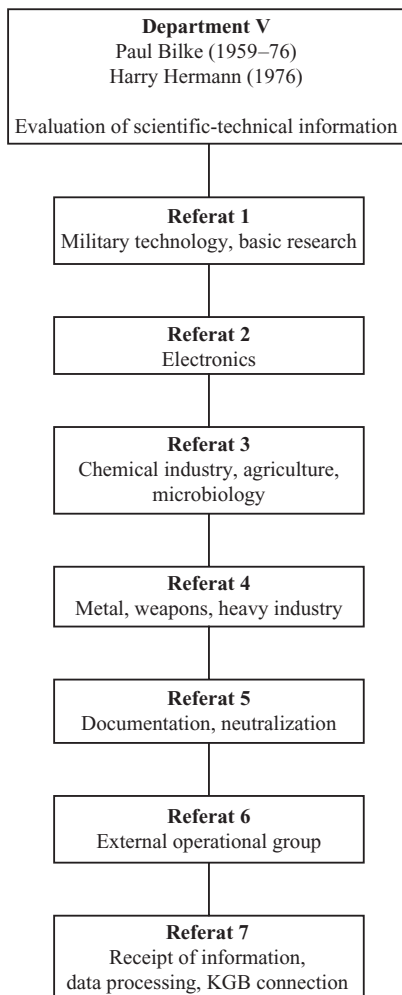 Department V
Paul Bilke (1959–76)
Harry Hermann (1976)
Evaluation of scientific-technical information
Referat 1
Military technology, basic research
Referat 2
Electronics
Referat 3
Chemical industry, agriculture,
microbiology
Referat 4
Metal, weapons, heavy industry
Referat 5
Documentation, neutralization
Referat 6
External operational group
Referat 7
Receipt of information,
data processing, KGB connection